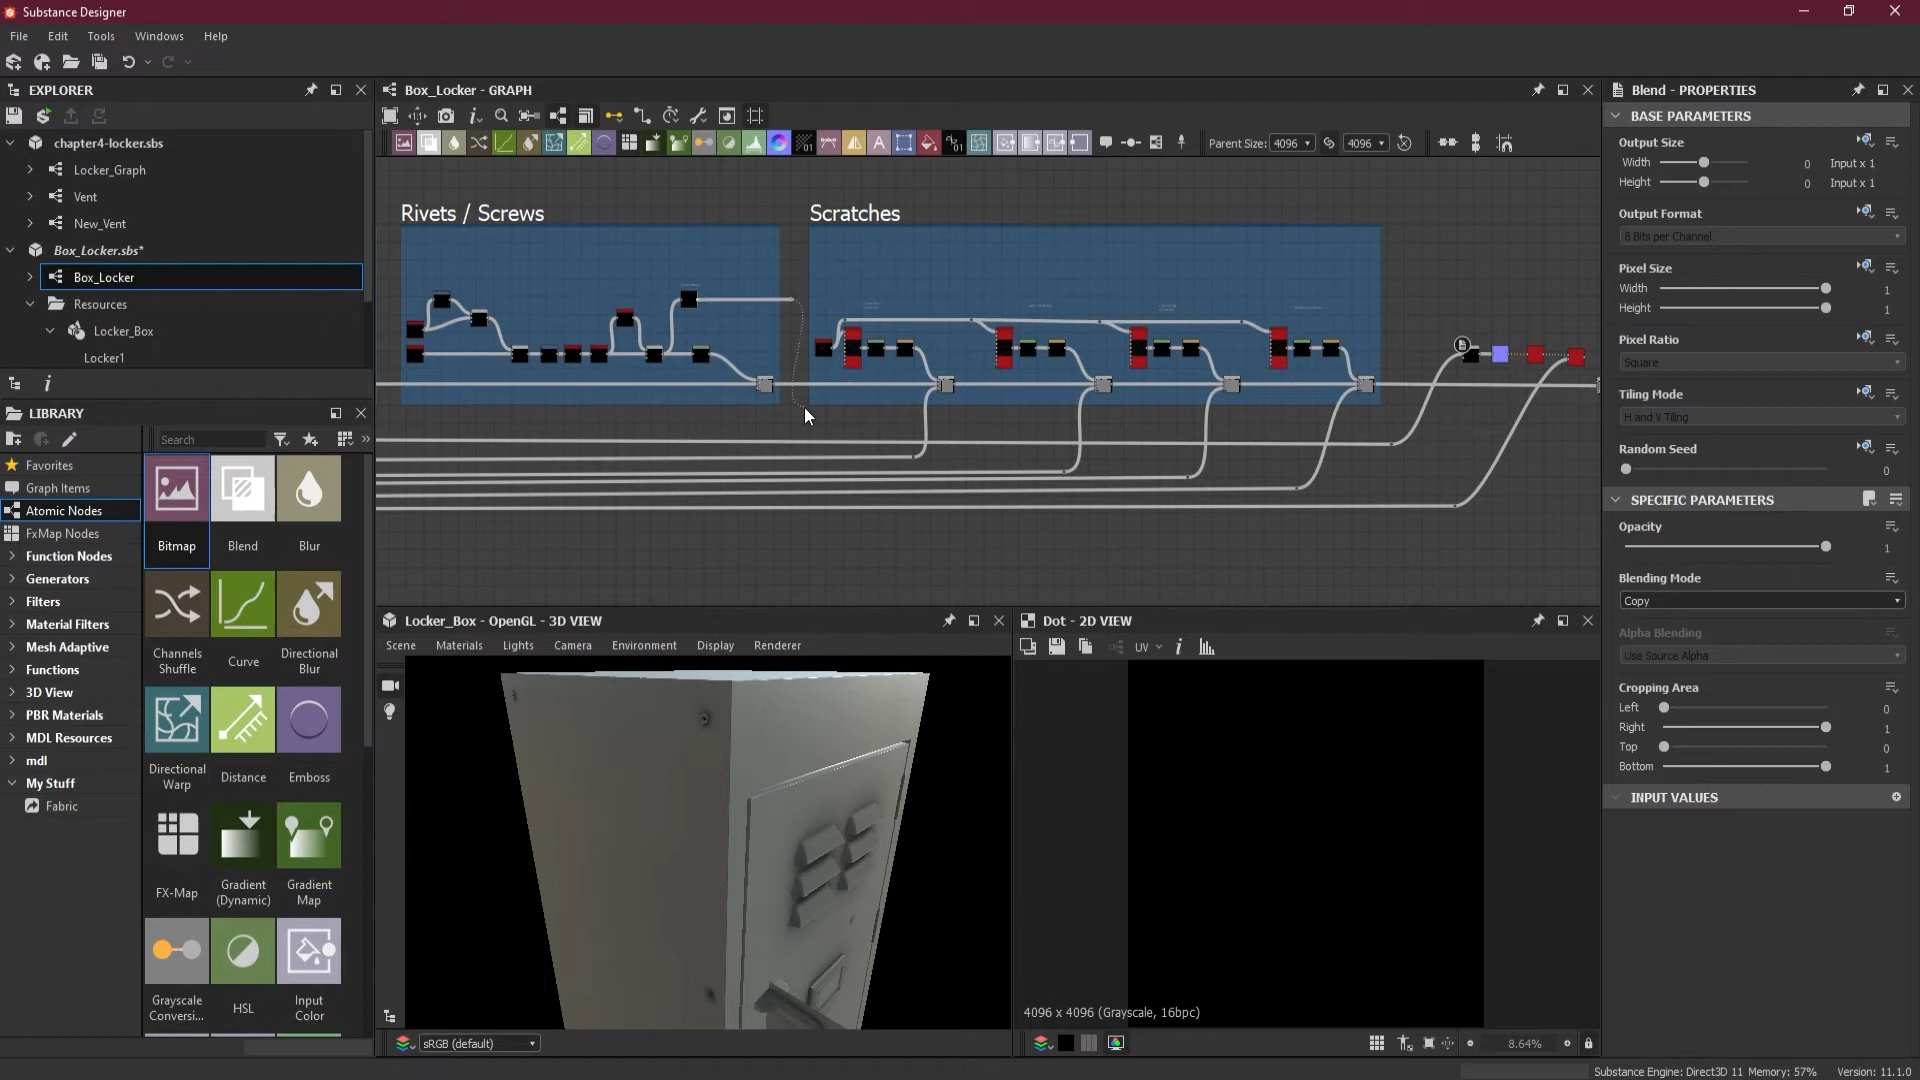 Substance Designer
File Edit Tools Windows Help
EXPLORER
chapter4-locker.sbs
Locker_Graph
Vent
New_Vent
Box_Locker.sbs*
Box_Locker
Resources
Locker_Box
Locker1
LIBRARY
Search
Favorites
Graph Items
Atomic Nodes
FxMap Nodes
Function Nodes
Generators
Filters
Material Filters
Mesh Adaptive
Functions
3D View
PBR Materials
MDL Resources
mdl
My Stuff
Fabric
Bitmap Blend Blur
Channels Shuffle Curve Directional Blur
Directional Warp Distance Emboss
FX-Map Gradient (Dynamic) Gradient Map
Grayscale Conversi... HSL Input Color
Box_Locker - GRAPH
Parent Size: 4096 4096
Rivets / Screws
Scratches
Locker_Box - OpenGL - 3D VIEW
Scene Materials Lights Camera Environment Display Renderer
sRGB (default)
Dot - 2D VIEW
UV
4096 x 4096 (Grayscale, 16bpc)
8.64%
Blend - PROPERTIES
BASE PARAMETERS
Output Size
Width 0 Input x 1
Height 0 Input x 1
Output Format
8 Bits per Channel
Pixel Size
Width 1
Height 1
Pixel Ratio
Square
Tiling Mode
H and V Tiling
Random Seed
0
SPECIFIC PARAMETERS
Opacity
1
Blending Mode
Copy
Alpha Blending
Use Source Alpha
Cropping Area
Left 0
Right 1
Top 0
Bottom 1
INPUT VALUES
Substance Engine: Direct3D 11 Memory: 57% Version: 11.1.0